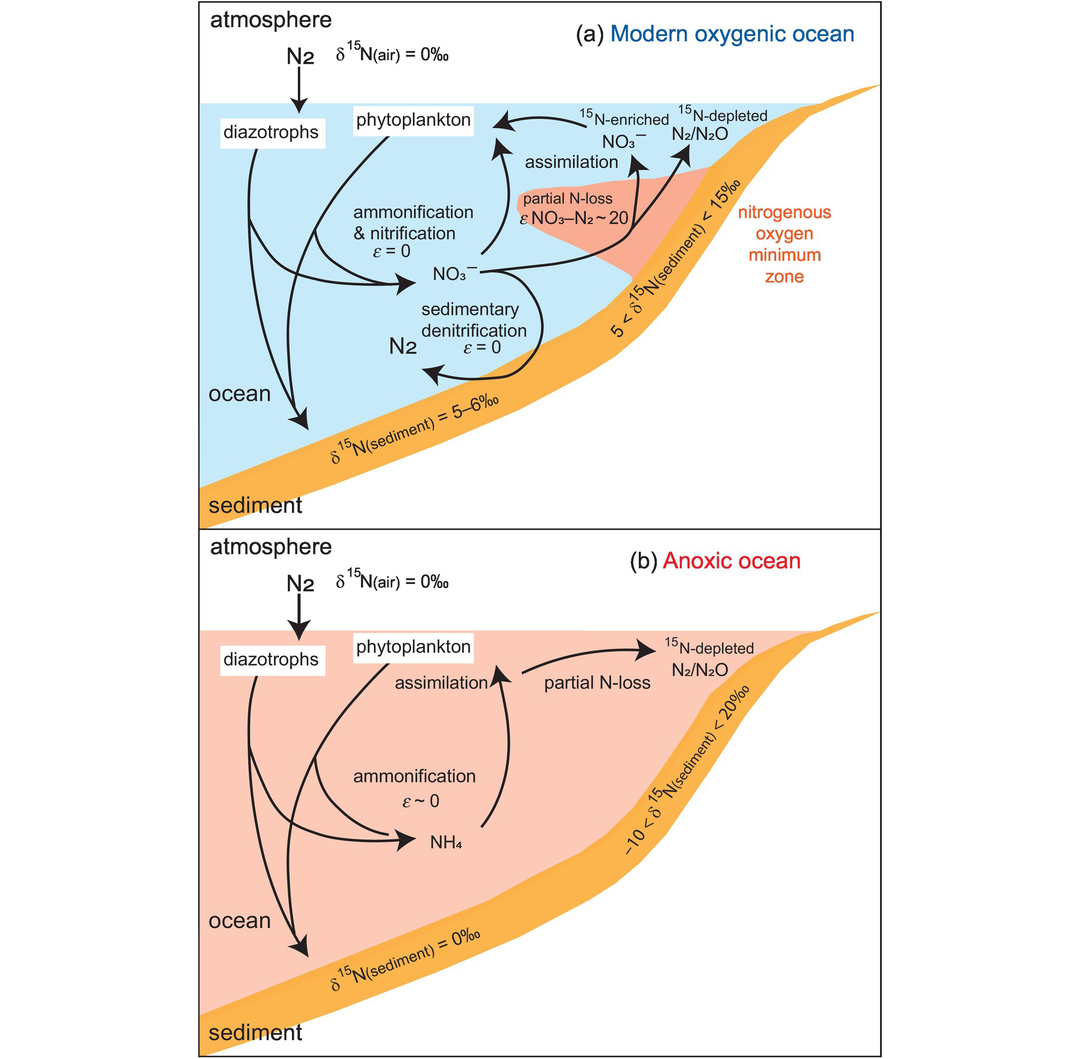 atmosphere
(a) Modern oxygenic ocean
N2 δ15N(air) = 0‰
diazotrophs
phytoplankton
15N-enriched
NO3−
15N-depleted
N2/N2O
assimilation
partial N-loss
ε NO3–N2 ~ 20
nitrogenous
oxygen
minimum
zone
ammonification
& nitrification
ε = 0
NO3−
sedimentary
denitrification
ε = 0
N2
5 < δ15N(sediment) < 15‰
ocean
δ15N(sediment) = 5–6‰
sediment
atmosphere
(b) Anoxic ocean
N2 δ15N(air) = 0‰
diazotrophs
phytoplankton
assimilation
partial N-loss
15N-depleted
N2/N2O
ammonification
ε ~ 0
NH4
−10 < δ15N(sediment) < 20‰
ocean
δ15N(sediment) = 0‰
sediment